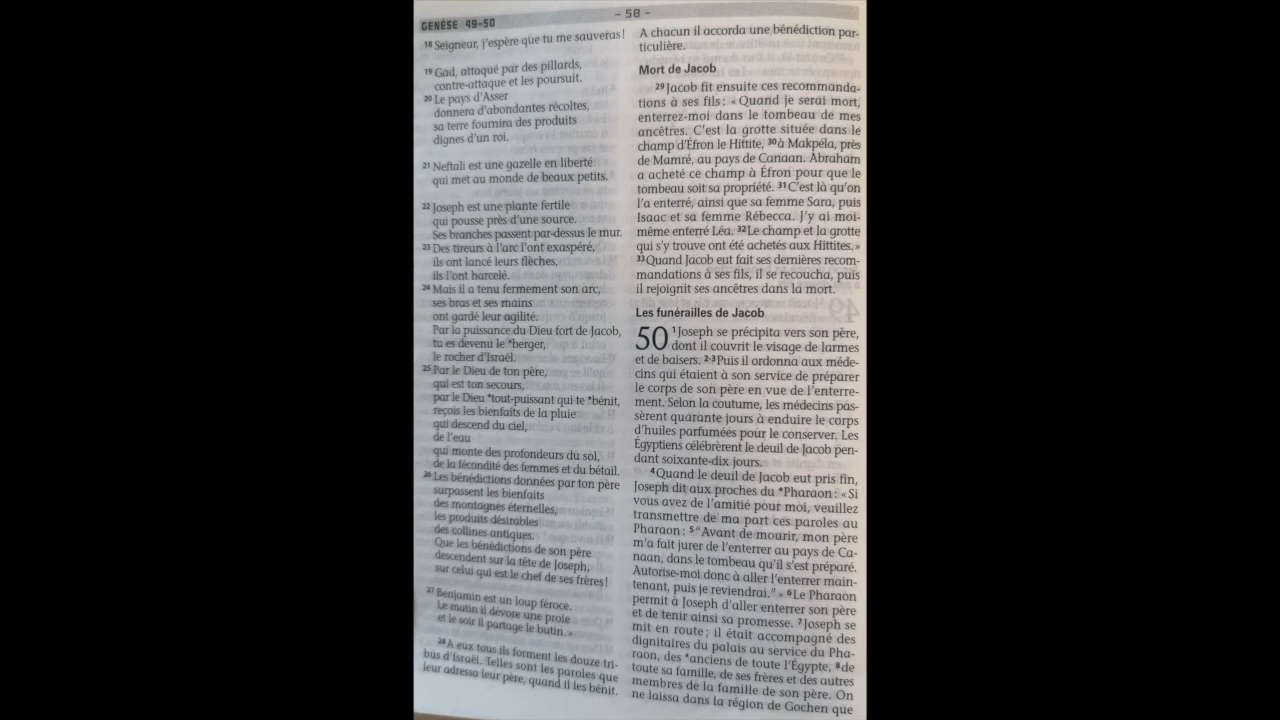 GENÈSE 49-50
- 58 -
18 Seigneur, j'espère que tu me sauveras!
19 Gad, attaqué par des pillards,
contre-attaque et les poursuit.
20 Le pays d'Asser
donnera d'abondantes récoltes,
sa terre fournira des produits
dignes d'un roi.
21 Neftali est une gazelle en liberté
qui met au monde de beaux petits.
22 Joseph est une plante fertile
qui pousse près d'une source.
Ses branches passent par-dessus le mur.
23 Des tireurs à l'arc l'ont exaspéré,
ils ont lancé leurs flèches,
ils l'ont harcelé.
24 Mais il a tenu fermement son arc,
ses bras et ses mains
ont gardé leur agilité.
Par la puissance du Dieu fort de Jacob,
tu es devenu le *berger,
le rocher d'Israël.
25 Par le Dieu de ton père,
qui est ton secours,
par le Dieu *tout-puissant qui te *bénit,
reçois les bienfaits de la pluie
qui descend du ciel,
de l'eau
qui monte des profondeurs du sol,
de la fécondité des femmes et du bétail.
26 Les bénédictions données par ton père
surpassent les bienfaits
des montagnes éternelles,
les produits désirables
des collines antiques.
Que les bénédictions de son père
descendent sur la tête de Joseph,
sur celui qui est le chef de ses frères!
27 Benjamin est un loup féroce.
Le matin il dévore une proie
et le soir il partage le butin. »
28 A eux tous ils forment les douze tri-
bus d'Israël. Telles sont les paroles que
leur adressa leur père, quand il les bénit.
A chacun il accorda une bénédiction par-
ticulière.
Mort de Jacob
29 Jacob fit ensuite ces recommanda-
tions à ses fils : « Quand je serai mort,
enterrez-moi dans le tombeau de mes
ancêtres. C'est la grotte située dans le
champ d'Éfron le Hittite, 30 à Makpéla, près
de Mamré, au pays de Canaan. Abraham
a acheté ce champ à Éfron pour que le
tombeau soit sa propriété. 31 C'est là qu'on
l'a enterré, ainsi que sa femme Sara, puis
Isaac et sa femme Rébecca. J'y ai moi-
même enterré Léa. 32 Le champ et la grotte
qui s'y trouve ont été achetés aux Hittites. »
33 Quand Jacob eut fait ses dernières recom-
mandations à ses fils, il se recoucha, puis
il rejoignit ses ancêtres dans la mort.
Les funérailles de Jacob
50 1 Joseph se précipita vers son père,
dont il couvrit le visage de larmes
et de baisers. 2-3 Puis il ordonna aux méde-
cins qui étaient à son service de préparer
le corps de son père en vue de l'enterre-
ment. Selon la coutume, les médecins pas-
sèrent quarante jours à enduire le corps
d'huiles parfumées pour le conserver. Les
Égyptiens célébrèrent le deuil de Jacob pen-
dant soixante-dix jours.
4 Quand le deuil de Jacob eut pris fin,
Joseph dit aux proches du *Pharaon : « Si
vous avez de l'amitié pour moi, veuillez
transmettre de ma part ces paroles au
Pharaon : 5 "Avant de mourir, mon père
m'a fait jurer de l'enterrer au pays de Ca-
naan, dans le tombeau qu'il s'est préparé.
Autorise-moi donc à aller l'enterrer main-
tenant, puis je reviendrai." » 6 Le Pharaon
permit à Joseph d'aller enterrer son père
et de tenir ainsi sa promesse. 7 Joseph se
mit en route ; il était accompagné des
dignitaires du palais au service du Pha-
raon, des *anciens de toute l'Égypte, 8 de
toute sa famille, de ses frères et des autres
membres de la famille de son père. On
ne laissa dans la région de Gochen que